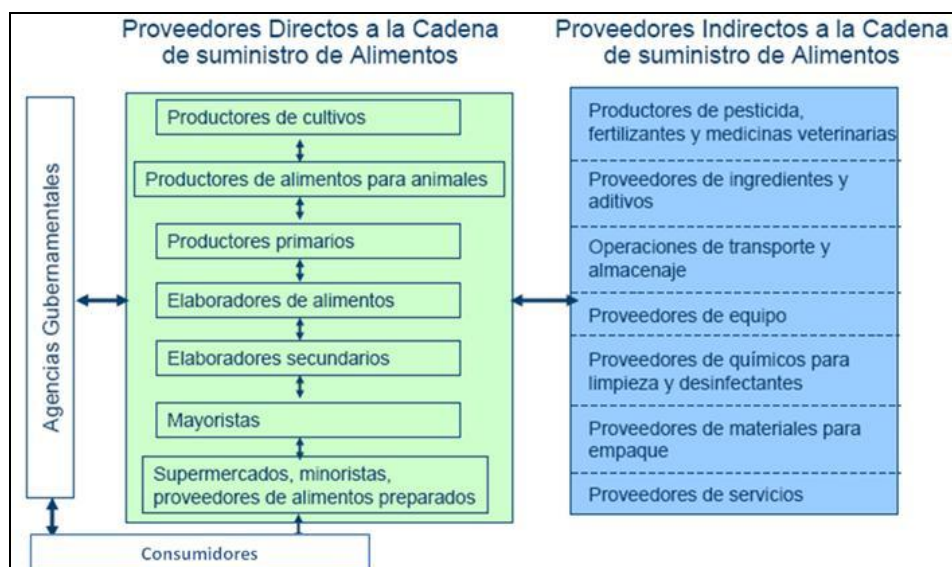 Proveedores Directos a la Cadena
de suministro de Alimentos
Proveedores Indirectos a la Cadena
de suministro de Alimentos
Agencias Gubernamentales
Productores de cultivos
Productores de alimentos para animales
Productores primarios
Elaboradores de alimentos
Elaboradores secundarios
Mayoristas
Supermercados, minoristas,
proveedores de alimentos preparados
Productores de pesticida,
fertilizantes y medicinas veterinarias
Proveedores de ingredientes y
aditivos
Operaciones de transporte y
almacenaje
Proveedores de equipo
Proveedores de químicos para
limpieza y desinfectantes
Proveedores de materiales para
empaque
Proveedores de servicios
Consumidores